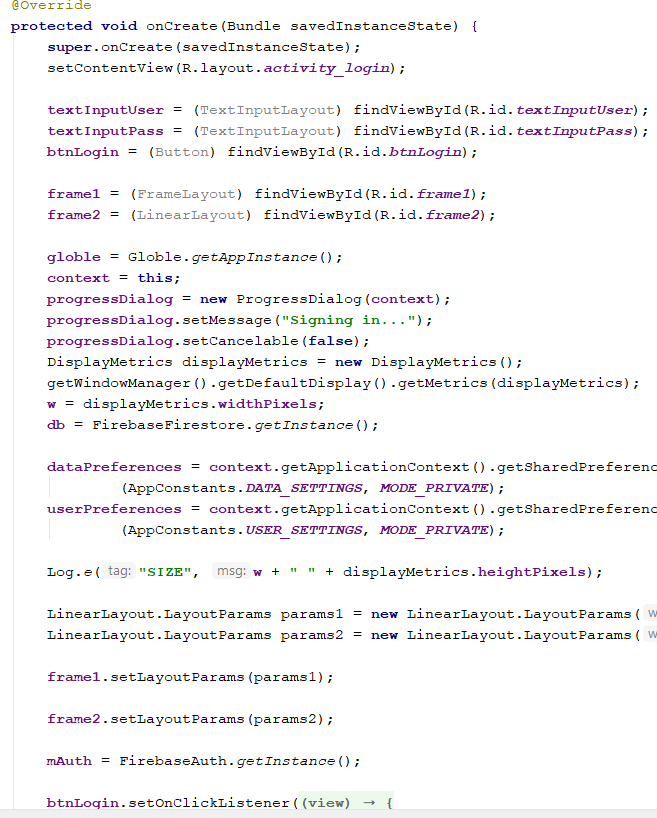 @Override
protected void onCreate(Bundle savedInstanceState) {
super.onCreate(savedInstanceState);
setContentView(R.layout.activity_login);
textInputUser = (TextInputLayout) findViewById(R.id.textInputUser);
textInputPass = (TextInputLayout) findViewById(R.id.textInputPass);
btnLogin = (Button) findViewById(R.id.btnLogin);
frame1 = (FrameLayout) findViewById(R.id.frame1);
frame2 = (LinearLayout) findViewById(R.id.frame2);
globle = Globle.getAppInstance();
context = this;
progressDialog = new ProgressDialog(context);
progressDialog.setMessage("Signing in...");
progressDialog.setCancelable(false);
DisplayMetrics displayMetrics = new DisplayMetrics();
getWindowManager().getDefaultDisplay().getMetrics(displayMetrics);
w = displayMetrics.widthPixels;
db = FirebaseFirestore.getInstance();
dataPreferences = context.getApplicationContext().getSharedPreferenc
(AppConstants.DATA_SETTINGS, MODE_PRIVATE);
userPreferences = context.getApplicationContext().getSharedPreferenc
(AppConstants.USER_SETTINGS, MODE_PRIVATE);
Log.e( tag: "SIZE", msg: w + " " + displayMetrics.heightPixels);
LinearLayout.LayoutParams params1 = new LinearLayout.LayoutParams( w
LinearLayout.LayoutParams params2 = new LinearLayout.LayoutParams( w
frame1.setLayoutParams(params1);
frame2.setLayoutParams(params2);
mAuth = FirebaseAuth.getInstance();
btnLogin.setOnClickListener((view) → {